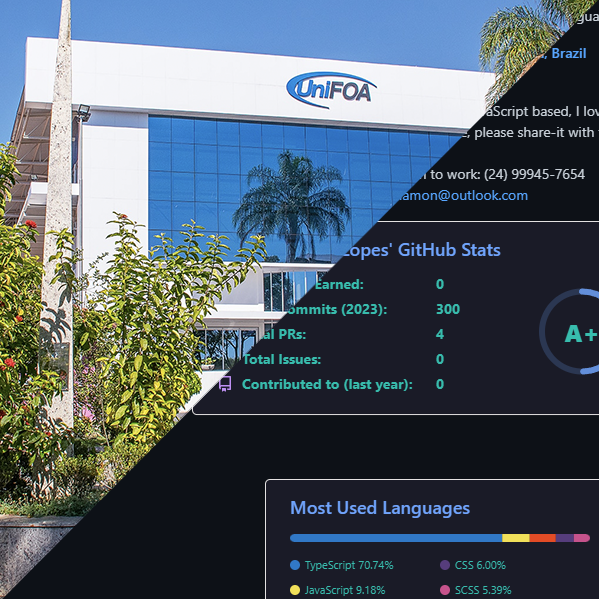 UniFOA
, Brazil
Script based, I lov
, please share-it with
to work: (24) 99945-7654
amon@outlook.com
Lopes' GitHub Stats
Earned: 0
ommits (2023): 300
al PRs: 4
Total Issues: 0
Contributed to (last year): 0
A+
Most Used Languages
TypeScript 70.74%
CSS 6.00%
JavaScript 9.18%
SCSS 5.39%